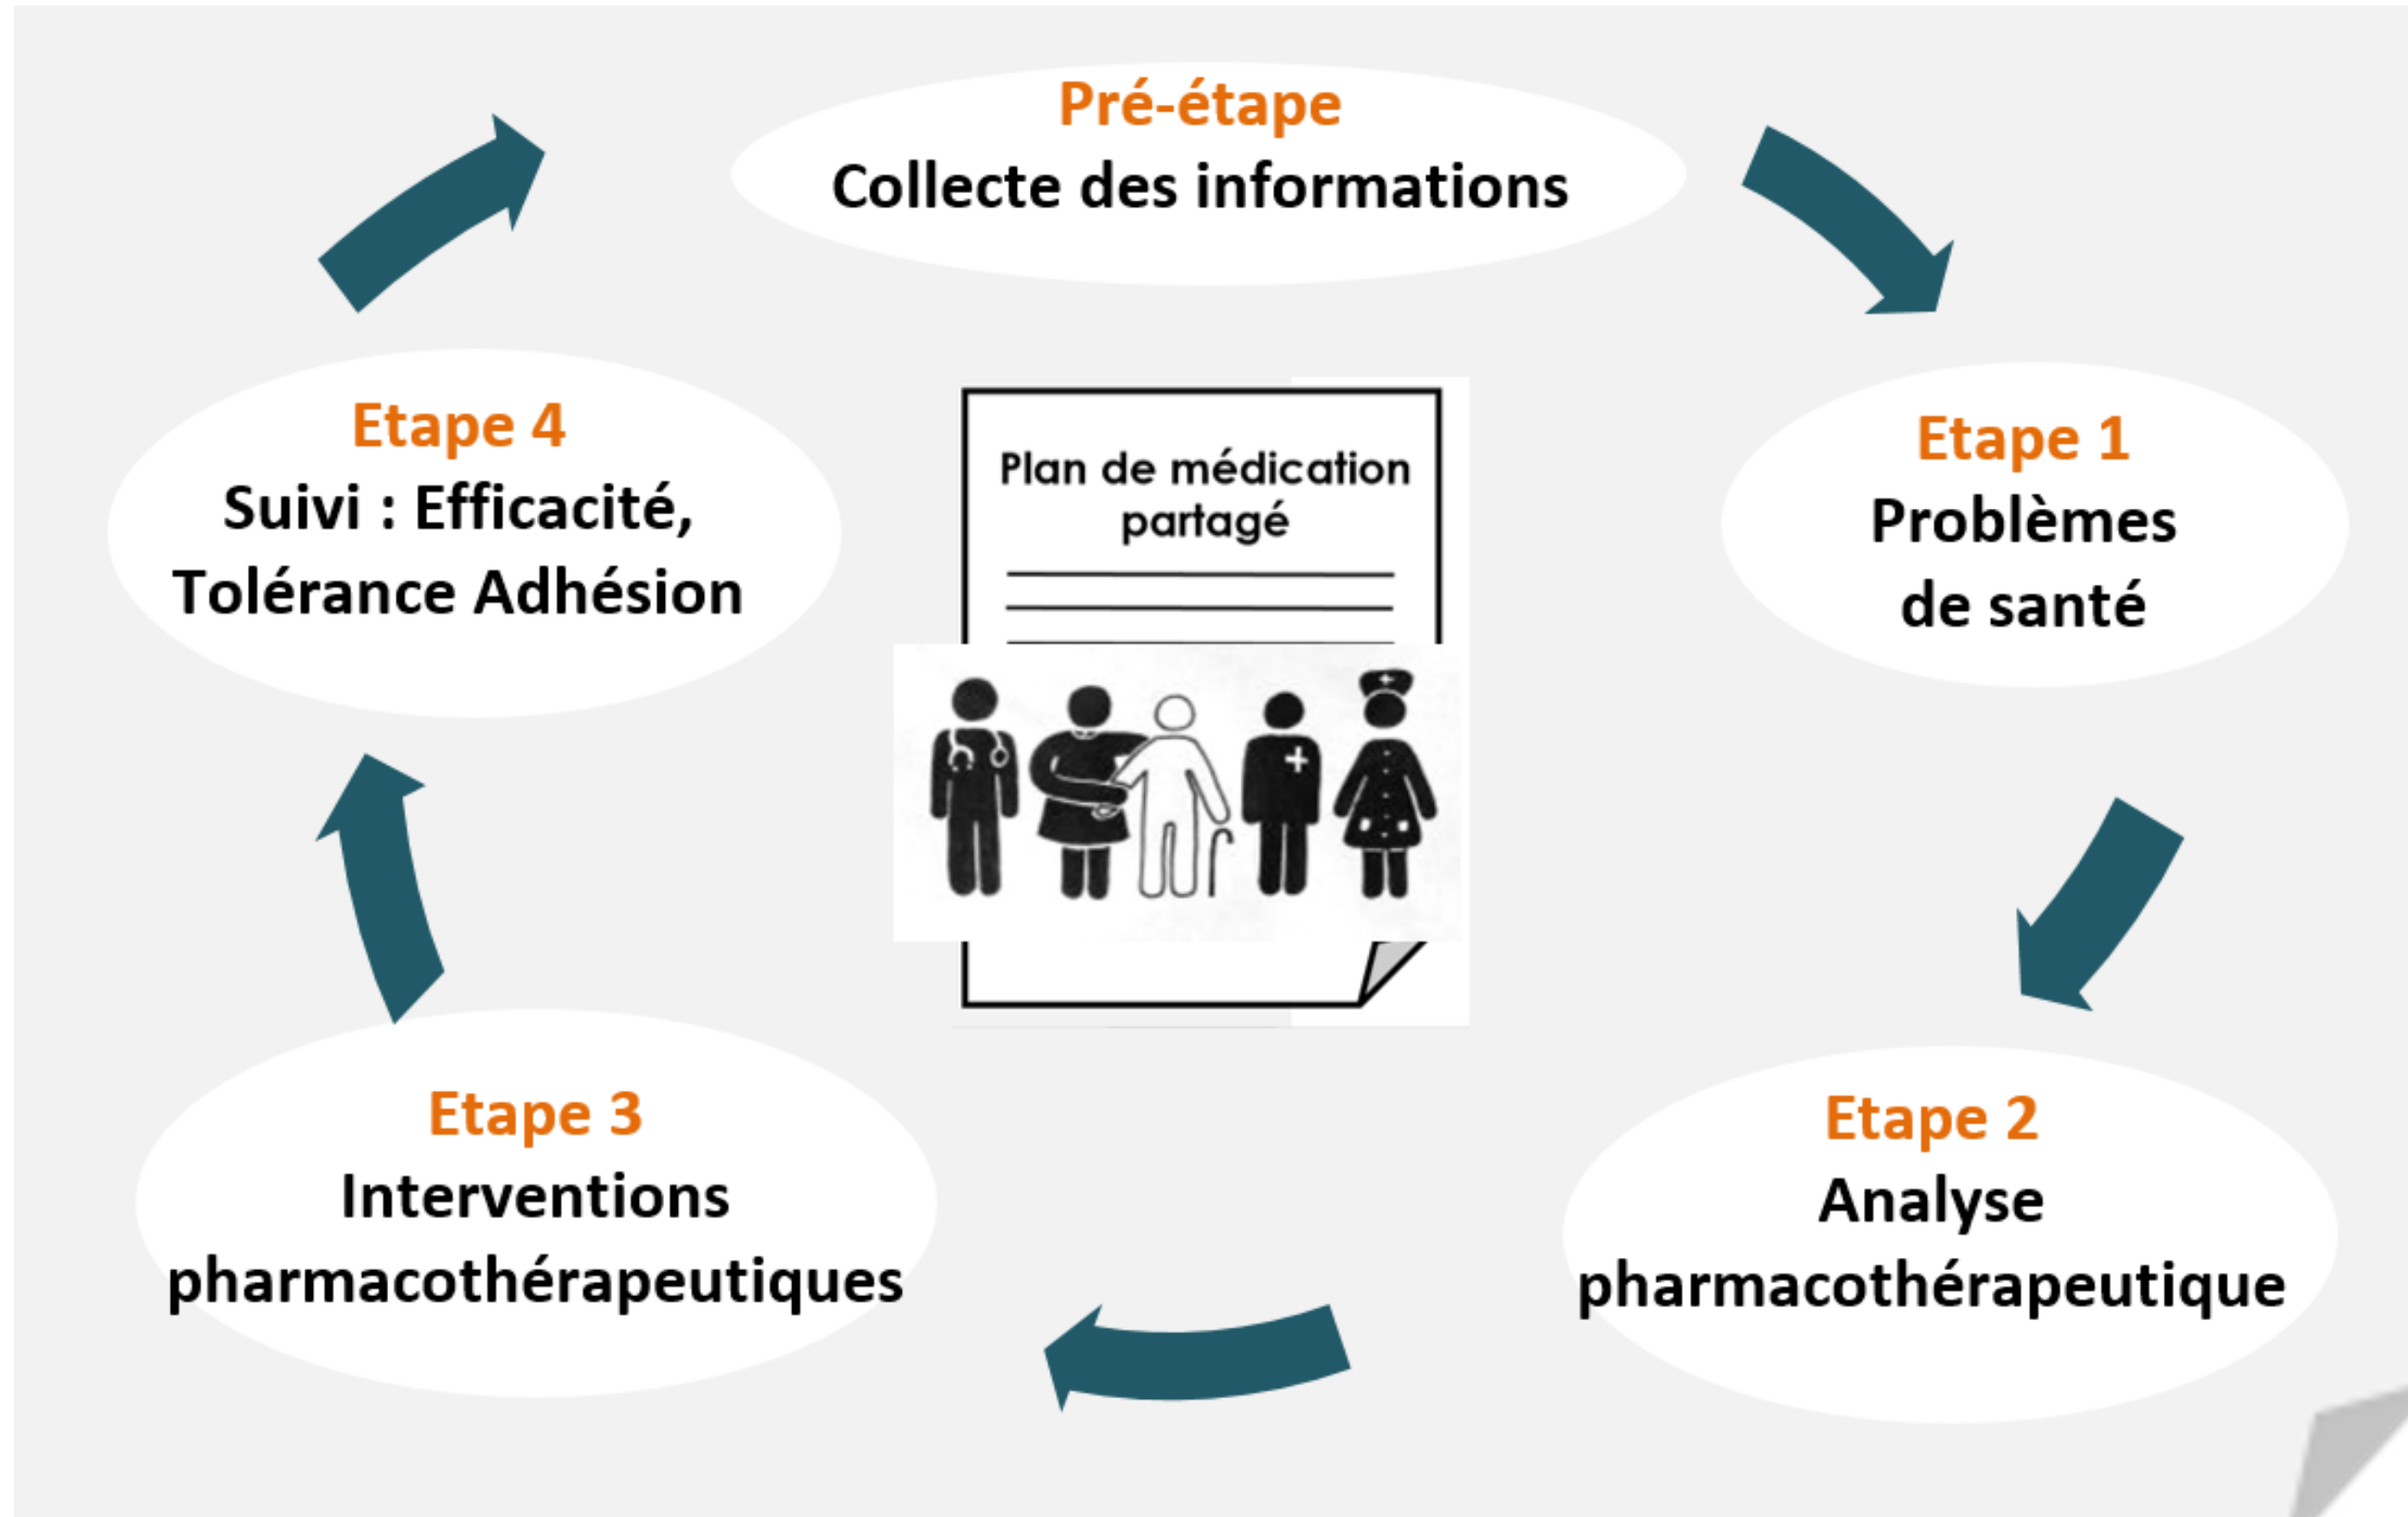 Pré-étape
Collecte des informations
Etape 4
Suivi : Efficacité,
Tolérance Adhésion
Plan de médication
partagé
Etape 1
Problèmes
de santé
Etape 3
Interventions
pharmacothérapeutiques
Etape 2
Analyse
pharmacothérapeutique